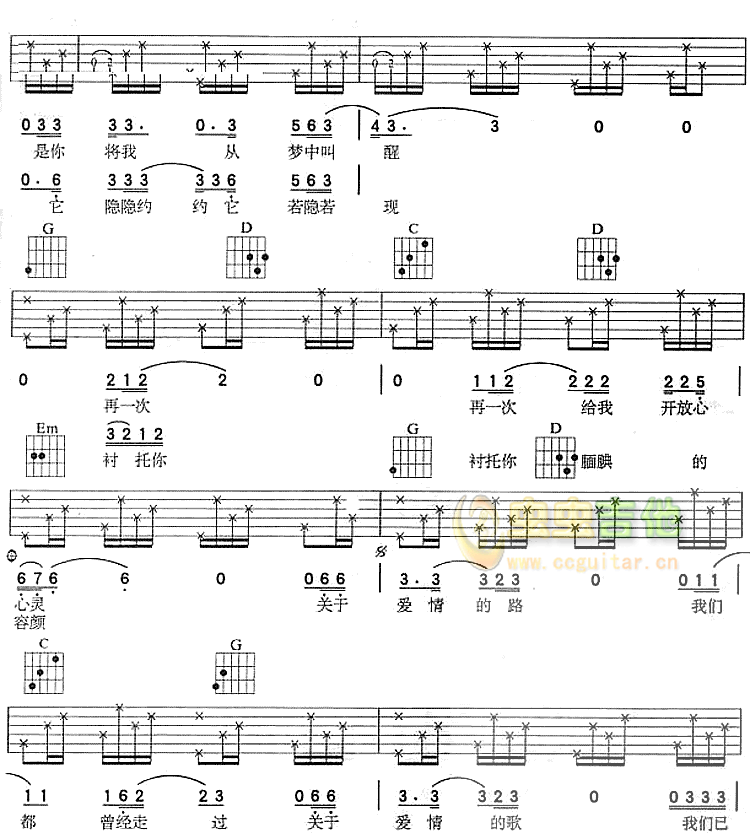 0 3 3 3 3. 0. 3 5 6 3 | 4 3. 3 0 0
是你 将我 从 梦中叫 醒
0. 6 3 3 3 3 3 6 5 6 3 |
它 隐隐约 约它 若隐若 现
G D C D
0 2 1 2 2 0 | 0 1 1 2 2 2 2 2 2 5 |
再一次 再一次 给我 开放心
Em 3 2 1 2 G D
衬 托你 衬托你 腼腆 的
虫虫吉他
www.ccguitar.cn
6 7 6 6 0 0 6 6 | 3. 3 3 2 3 0 0 1 1
心灵 关于 爱 情 的 路 我们
容颜
C G
1 1 1 6 2 2 3 0 6 6 | 3. 3 3 2 3 0 0 3 3 3
都 曾经走 过 关于 爱 情 的歌 我们已